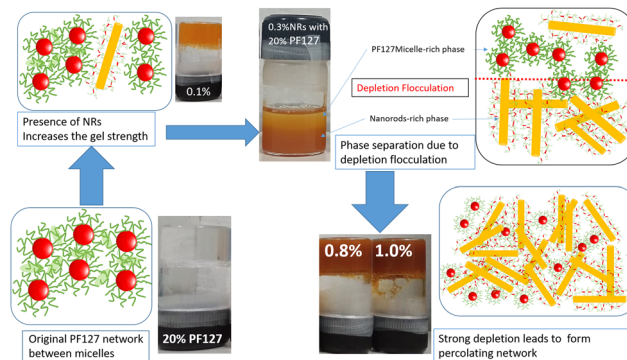 0.1%
Presence of NRs
Increases the gel strength
0.3%NRs with
20% PF127
PF127Micelle-rich phase
Depletion Flocculation
Nanorods-rich phase
Phase separation due to
depletion flocculation
Original PF127 network
between micelles
20% PF127
0.8%
1.0%
Strong depletion leads to  form
percolating network